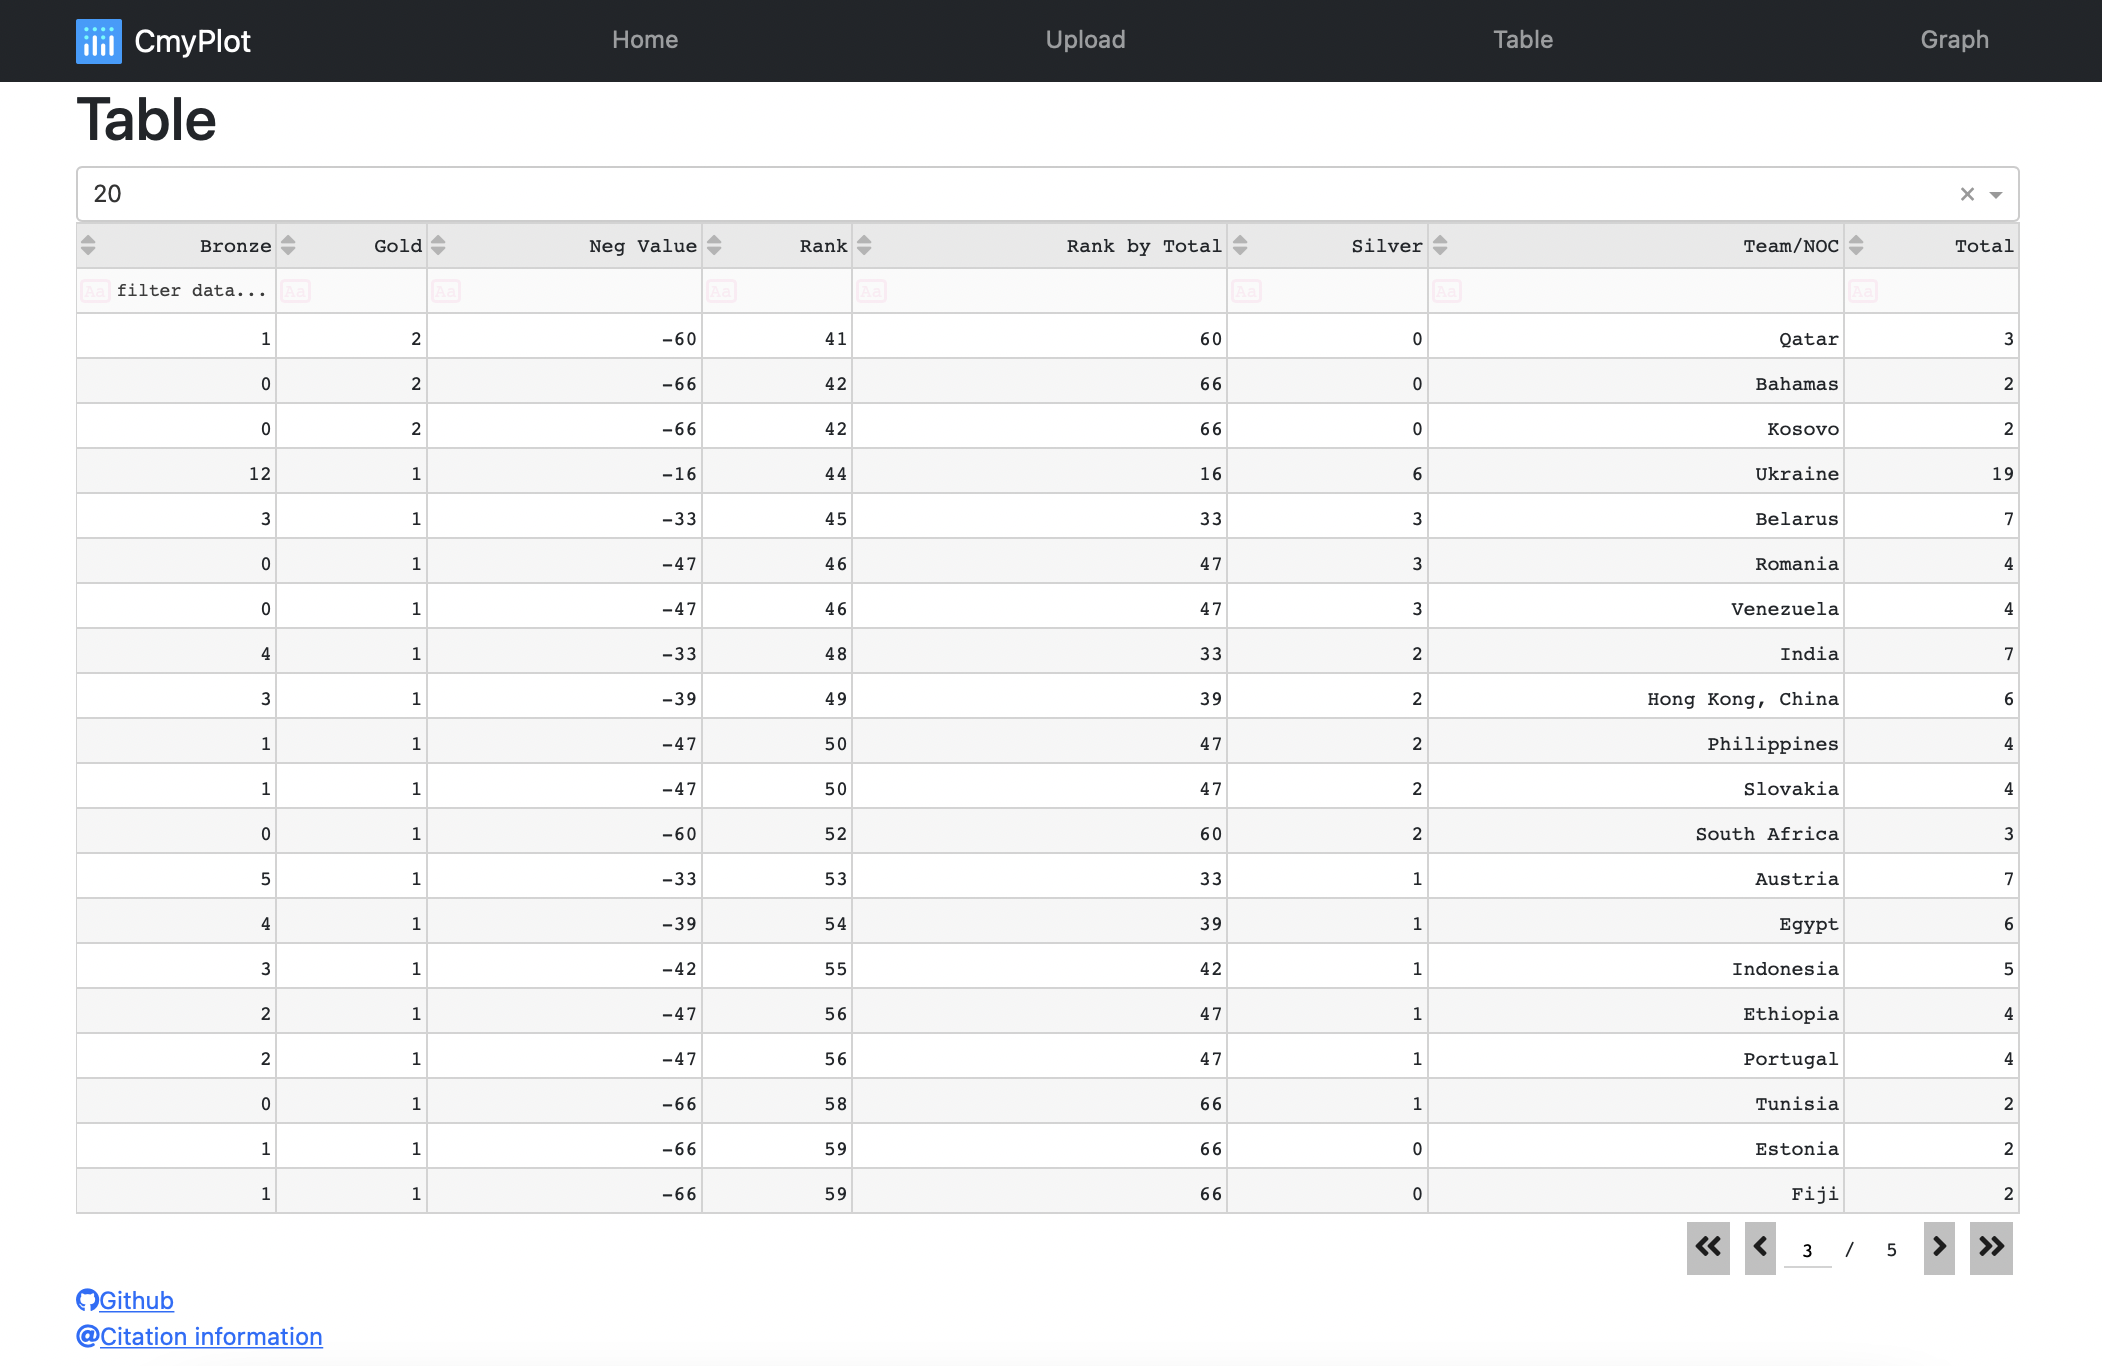 CmyPlot Home Upload Table Graph
Table
20
Bronze Gold Neg Value Rank Rank by Total Silver Team/NOC Total
Aa filter data... Aa Aa Aa Aa Aa Aa Aa
1 2 -60 41 60 0 Qatar 3
0 2 -66 42 66 0 Bahamas 2
0 2 -66 42 66 0 Kosovo 2
12 1 -16 44 16 6 Ukraine 19
3 1 -33 45 33 3 Belarus 7
0 1 -47 46 47 3 Romania 4
0 1 -47 46 47 3 Venezuela 4
4 1 -33 48 33 2 India 7
3 1 -39 49 39 2 Hong Kong, China 6
1 1 -47 50 47 2 Philippines 4
1 1 -47 50 47 2 Slovakia 4
0 1 -60 52 60 2 South Africa 3
5 1 -33 53 33 1 Austria 7
4 1 -39 54 39 1 Egypt 6
3 1 -42 55 42 1 Indonesia 5
2 1 -47 56 47 1 Ethiopia 4
2 1 -47 56 47 1 Portugal 4
0 1 -66 58 66 1 Tunisia 2
1 1 -66 59 66 0 Estonia 2
1 1 -66 59 66 0 Fiji 2
3 / 5
Github
@Citation information